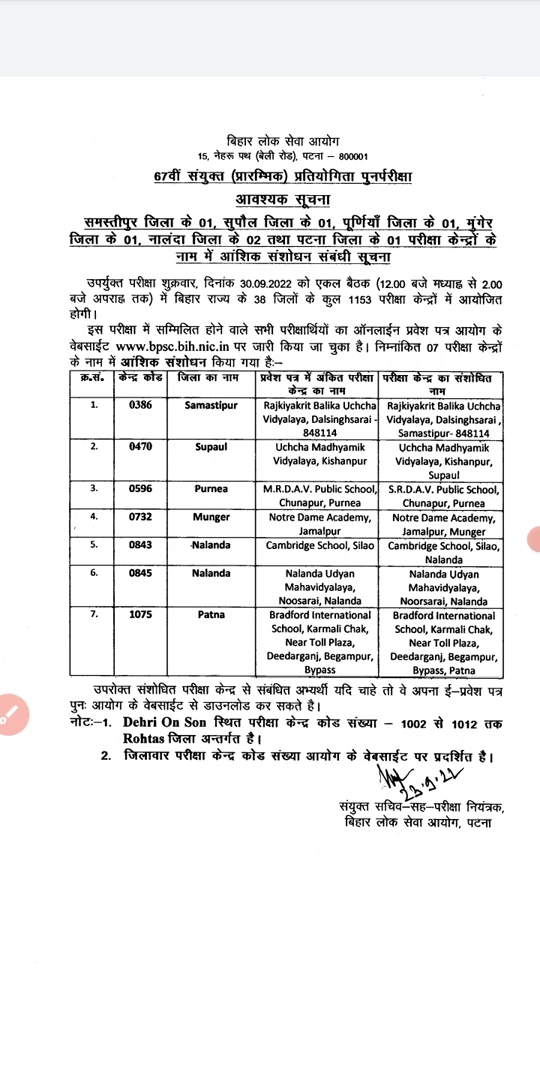 बिहार लोक सेवा आयोग
15, नेहरू पथ (बेली रोड), पटना – 800001
67वीं संयुक्त (प्रारम्भिक) प्रतियोगिता पुनर्परीक्षा
आवश्यक सूचना
समस्तीपुर जिला के 01, सुपौल जिला के 01, पूर्णियाँ जिला के 01, मुंगेर
जिला के 01, नालंदा जिला के 02 तथा पटना जिला के 01 परीक्षा केन्द्रों के
नाम में आंशिक संशोधन संबंधी सूचना
उपर्युक्त परीक्षा शुक्रवार, दिनांक 30.09.2022 को एकल बैठक (12.00 बजे मध्याह्न से 2.00
बजे अपराह्न तक) में बिहार राज्य के 38 जिलों के कुल 1153 परीक्षा केन्द्रों में आयोजित
होगी।
इस परीक्षा में सम्मिलित होने वाले सभी परीक्षार्थियों का ऑनलाईन प्रवेश पत्र आयोग के
वेबसाईट www.bpsc.bih.nic.in पर जारी किया जा चुका है। निम्नांकित 07 परीक्षा केन्द्रों
के नाम में आंशिक संशोधन किया गया है:–
क्र.सं. केन्द्र कोड जिला का नाम प्रवेश पत्र में अंकित परीक्षा केन्द्र का नाम परीक्षा केन्द्र का संशोधित नाम
1. 0386 Samastipur Rajkiyakrit Balika Uchcha Vidyalaya, Dalsinghsarai - 848114 Rajkiyakrit Balika Uchcha Vidyalaya, Dalsinghsarai, Samastipur- 848114
2. 0470 Supaul Uchcha Madhyamik Vidyalaya, Kishanpur Uchcha Madhyamik Vidyalaya, Kishanpur, Supaul
3. 0596 Purnea M.R.D.A.V. Public School, Chunapur, Purnea S.R.D.A.V. Public School, Chunapur, Purnea
4. 0732 Munger Notre Dame Academy, Jamalpur Notre Dame Academy, Jamalpur, Munger
5. 0843 Nalanda Cambridge School, Silao Cambridge School, Silao, Nalanda
6. 0845 Nalanda Nalanda Udyan Mahavidyalaya, Noosarai, Nalanda Nalanda Udyan Mahavidyalaya, Noorsarai, Nalanda
7. 1075 Patna Bradford International School, Karmali Chak, Near Toll Plaza, Deedarganj, Begampur, Bypass Bradford International School, Karmali Chak, Near Toll Plaza, Deedarganj, Begampur, Bypass, Patna
उपरोक्त संशोधित परीक्षा केन्द्र से संबंधित अभ्यर्थी यदि चाहे तो वे अपना ई–प्रवेश पत्र
पुनः आयोग के वेबसाईट से डाउनलोड कर सकते है।
नोटः–1. Dehri On Son स्थित परीक्षा केन्द्र कोड संख्या – 1002 से 1012 तक
Rohtas जिला अन्तर्गत है।
2. जिलावार परीक्षा केन्द्र कोड संख्या आयोग के वेबसाईट पर प्रदर्शित है।
23.9.22
संयुक्त सचिव–सह–परीक्षा नियंत्रक,
बिहार लोक सेवा आयोग, पटना